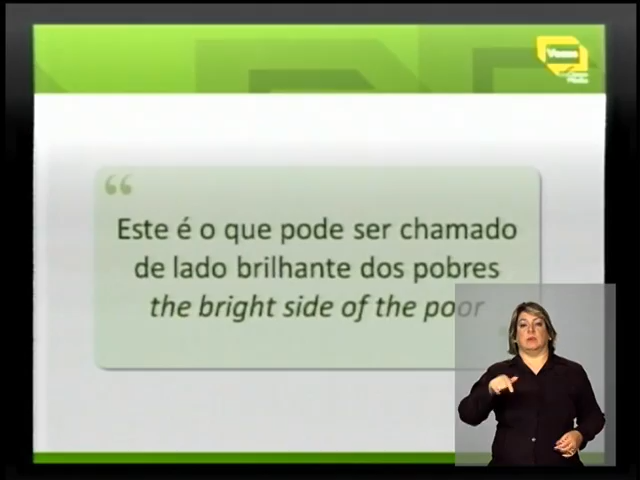 “
Este é o que pode ser chamado
de lado brilhante dos pobres
the bright side of the poor